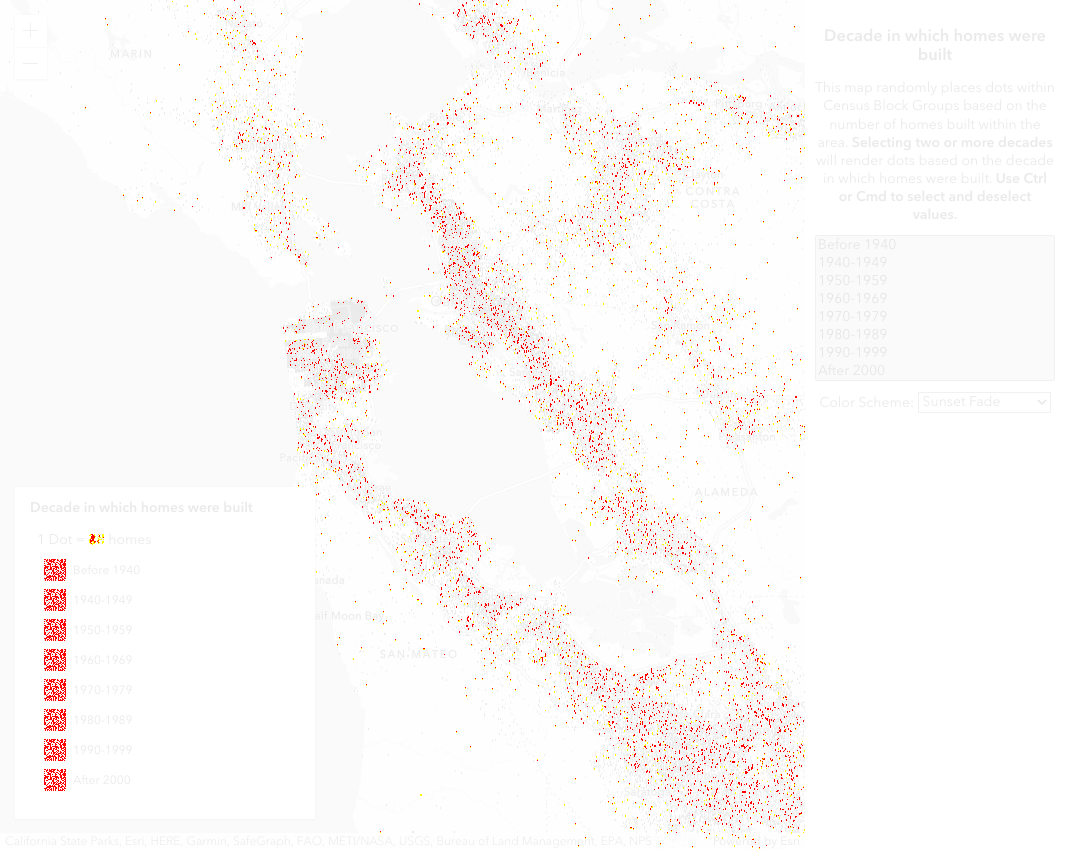 +
−
MARIN
CONTRA
COSTA
ALAMEDA
SAN MATEO
Decade in which homes were
built
This map randomly places dots within
Census Block Groups based on the
number of homes built within the
area. Selecting two or more decades
will render dots based on the decade
in which homes were built. Use Ctrl
or Cmd to select and deselect
values.
Before 1940
1940-1949
1950-1959
1960-1969
1970-1979
1980-1989
1990-1999
After 2000
Color Scheme: Sunset Fade
Decade in which homes were built
1 Dot = homes
Before 1940
1940-1949
1950-1959
1960-1969
1970-1979
1980-1989
1990-1999
After 2000
California State Parks, Esri, HERE, Garmin, SafeGraph, FAO, METI/NASA, USGS, Bureau of Land Management, EPA, NPS
Powered by Esri